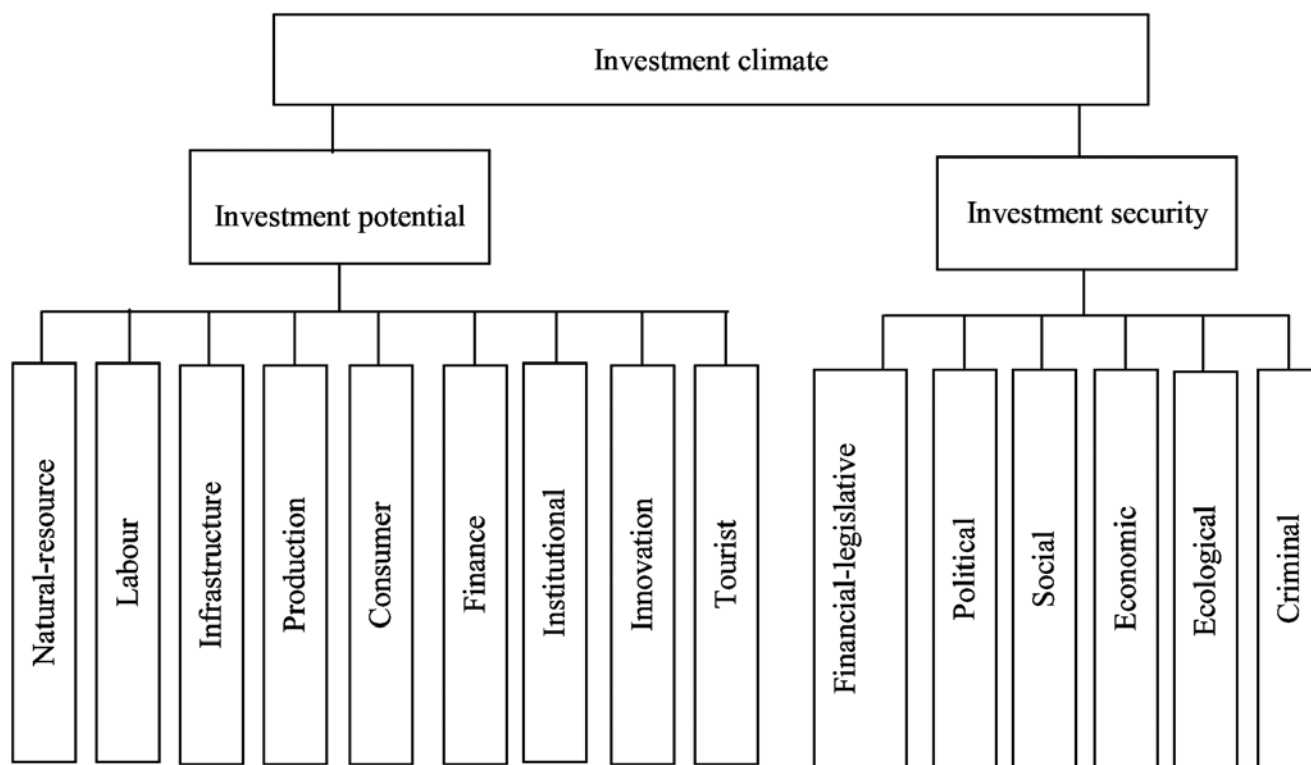 Investment climate
Investment potential
Investment security
Natural-resource
Labour
Infrastructure
Production
Consumer
Finance
Institutional
Innovation
Tourist
Financial-legislative
Political
Social
Economic
Ecological
Criminal